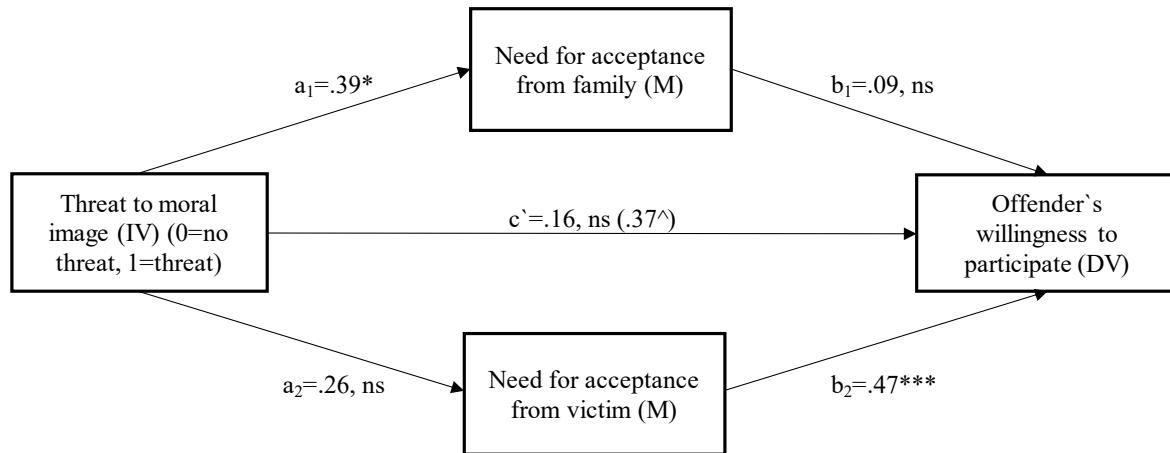 Need for acceptance
from family (M)
a₁=.39*
b₁=.09, ns
Threat to moral
image (IV) (0=no
threat, 1=threat)
c`=.16, ns (.37^)
Offender`s
willingness to
participate (DV)
a₂=.26, ns
Need for acceptance
from victim (M)
b₂=.47***